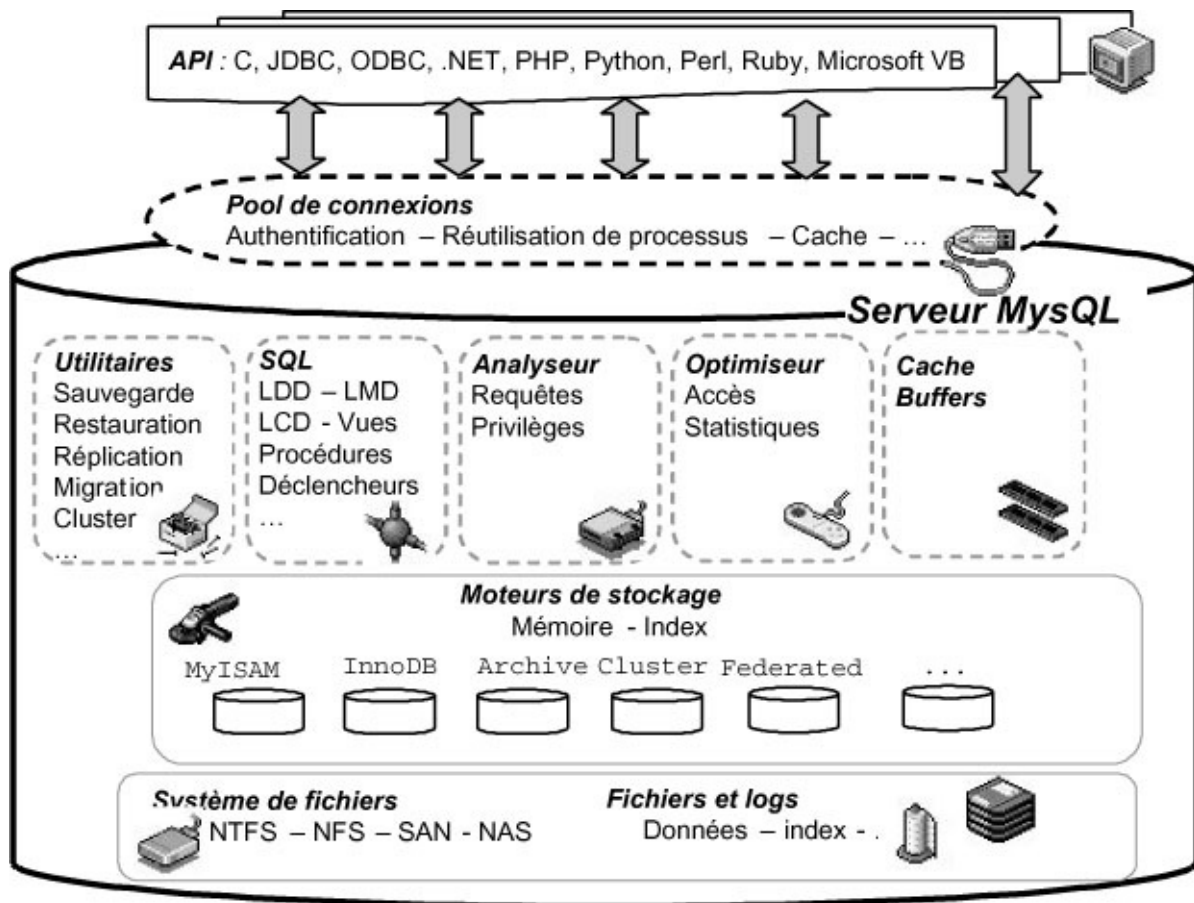 API : C, JDBC, ODBC, .NET, PHP, Python, Perl, Ruby, Microsoft VB
Pool de connexions
Authentification – Réutilisation de processus – Cache – ...
Serveur MysQL
Utilitaires
Sauvegarde
Restauration
Réplication
Migration
Cluster
...
SQL
LDD – LMD
LCD - Vues
Procédures
Déclencheurs
...
Analyseur
Requêtes
Privilèges
Optimiseur
Accès
Statistiques
Cache
Buffers
Moteurs de stockage
Mémoire - Index
MyISAM InnoDB Archive Cluster Federated ...
Système de fichiers
NTFS – NFS – SAN - NAS
Fichiers et logs
Données – index - .